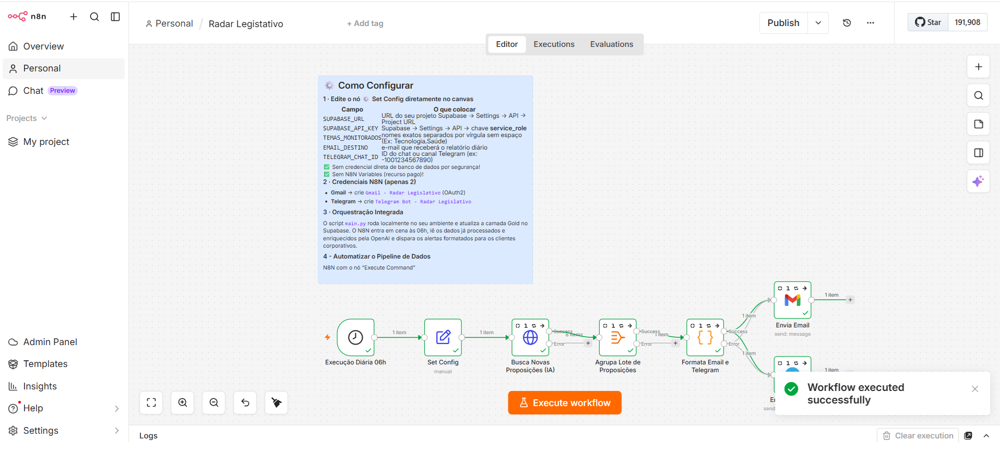 n8n
Personal / Radar Legistativo
+ Add tag
Publish
Star
191,908
Editor
Executions
Evaluations
Overview
Personal
Chat
Preview
Projects
My project
Admin Panel
Templates
Insights
Help
Settings
Como Configurar
1 · Edite o nó ⚙️ Set Config diretamente no canvas
Campo O que colocar
SUPABASE_URL URL do seu projeto Supabase → Settings → API →
Project URL
SUPABASE_API_KEY Supabase → Settings → API → chave service_role
TEMAS_MONITORADOS nomes exatos separados por vírgula sem espaço
(Ex: Tecnologia,Saúde)
EMAIL_DESTINO e-mail que receberá o relatório diário
TELEGRAM_CHAT_ID ID do chat ou canal Telegram (ex:
-1001234567890)
✅ Sem credencial direta de banco de dados por segurança!
✅ Sem N8N Variables (recurso pago)!
2 · Credenciais N8N (apenas 2)
• Gmail → crie Gmail - Radar Legislativo (OAuth2)
• Telegram → crie Telegram Bot - Radar Legislativo
3 · Orquestração Integrada
O script main.py roda localmente no seu ambiente e atualiza a camada Gold no
Supabase. O N8N entra em cena às 06h, lê os dados já processados e
enriquecidos pela OpenAI e dispara os alertas formatados para os clientes
corporativos.
4 - Automatizar o Pipeline de Dados
N8N com o nó “Execute Command”
Execução Diária 06h
1 item
Set Config
manual
1 item
1
Busca Novas
Proposições (IA)
Success
8 items
Error
1
Agrupa Lote de
Proposições
Success
1 item
Error
1
Formata Email e
Telegram
Success
Error
1 item
1 item
1
Envia Email
send: message
1 item
1
1 item
send
Workflow executed
successfully
Execute workflow
Logs
Clear execution